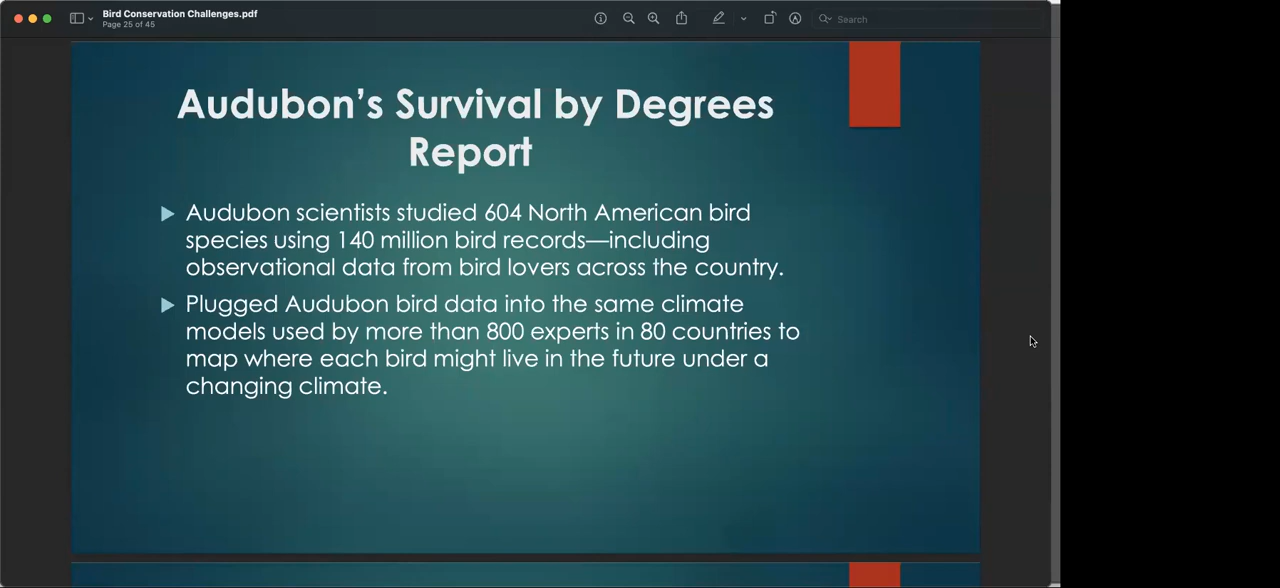 Bird Conservation Challenges.pdf
Page 25 of 45
Search
Audubon’s Survival by Degrees
Report
Audubon scientists studied 604 North American bird
species using 140 million bird records—including
observational data from bird lovers across the country.
Plugged Audubon bird data into the same climate
models used by more than 800 experts in 80 countries to
map where each bird might live in the future under a
changing climate.